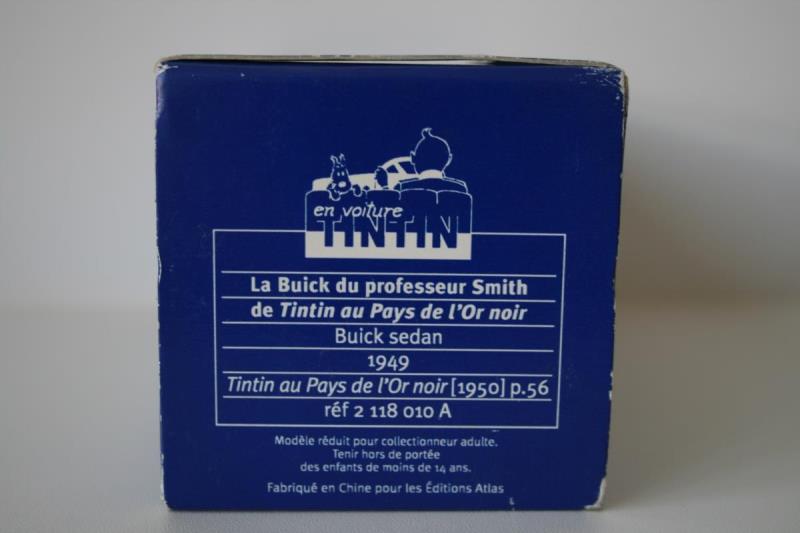 en voiture
TINTIN
La Buick du professeur Smith
de Tintin au Pays de l'Or noir
Buick sedan
1949
Tintin au Pays de l'Or noir [1950] p.56
réf 2 118 010 A
Modèle réduit pour collectionneur adulte.
Tenir hors de portée
des enfants de moins de 14 ans.
Fabriqué en Chine pour les Éditions Atlas